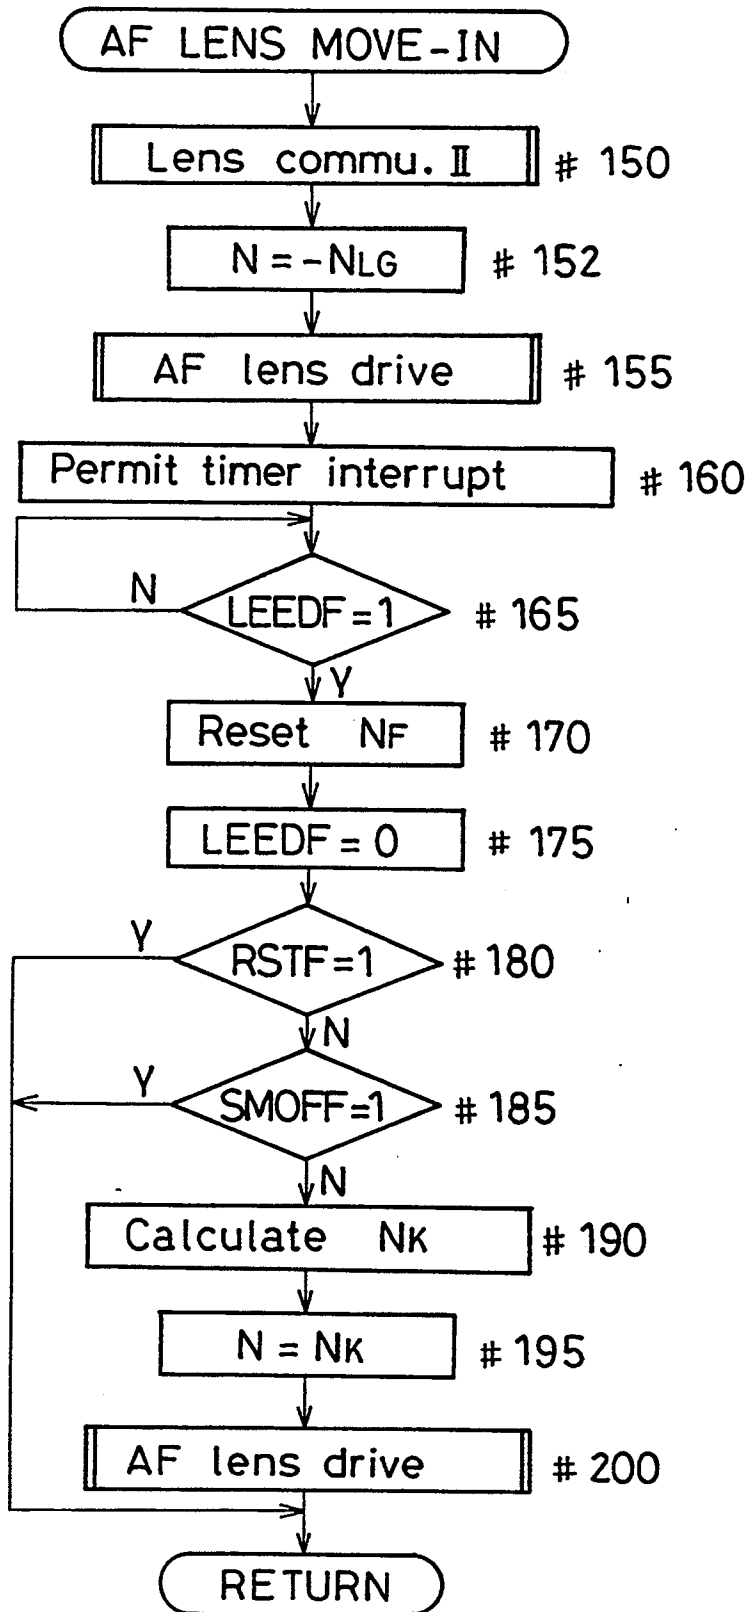 AF LENS MOVE-IN
Lens commu. II # 150
N = -NLG # 152
AF lens drive # 155
Permit timer interrupt # 160
N LEEDF = 1 # 165
Y
Reset NF # 170
LEEDF = 0 # 175
Y RSTF=1 # 180
N
Y SMOFF=1 # 185
N
Calculate NK # 190
N = NK # 195
AF lens drive # 200
RETURN